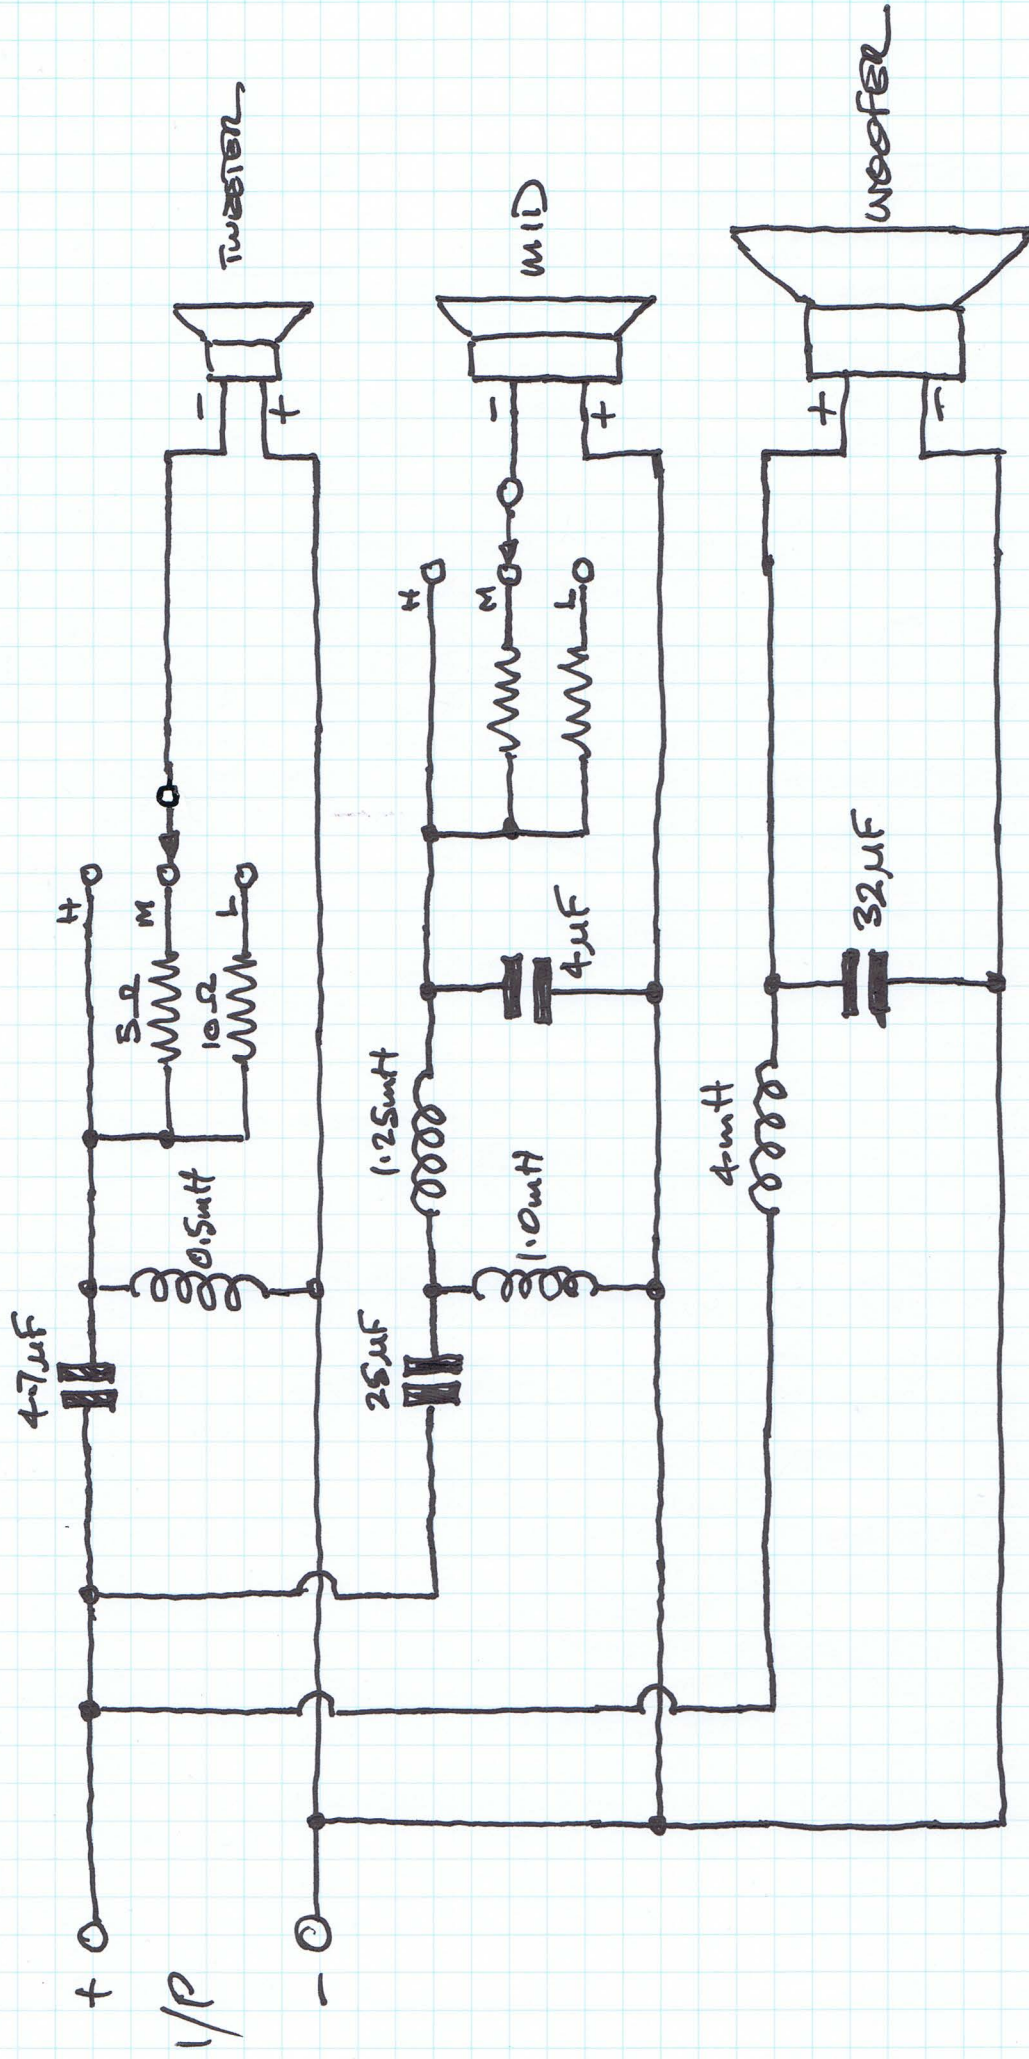 +
I/P
-
4.7µF
0.5mH
H
5Ω
M
10Ω
L
-
+
TWEETER
25µF
1.25mH
1.0mH
4µF
H
M
L
-
+
MID
4mH
32µF
+
-
WOOFER